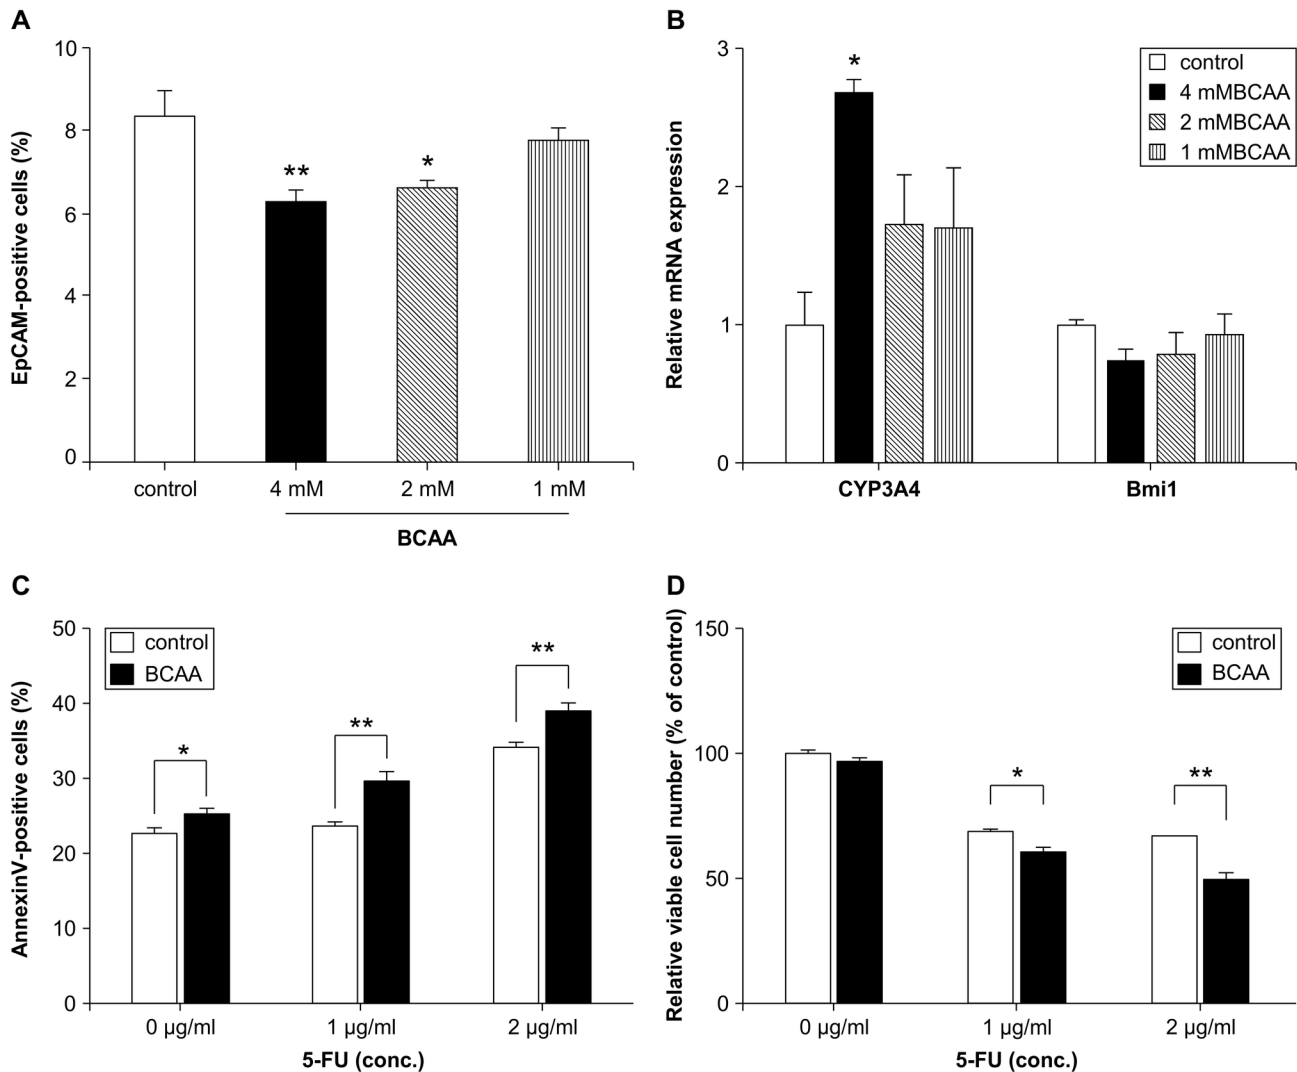 A
EpCAM-positive cells (%)
10
8
6
4
2
0
**
*
control
4 mM
2 mM
1 mM
BCAA
B
Relative mRNA expression
3
2
1
0
*
control
4 mMBCAA
2 mMBCAA
1 mMBCAA
CYP3A4
Bmi1
C
AnnexinV-positive cells (%)
50
40
30
20
10
0
control
BCAA
*
**
**
0 µg/ml
1 µg/ml
2 µg/ml
5-FU (conc.)
D
Relative viable cell number (% of control)
150
100
50
0
control
BCAA
*
**
0 µg/ml
1 µg/ml
2 µg/ml
5-FU (conc.)